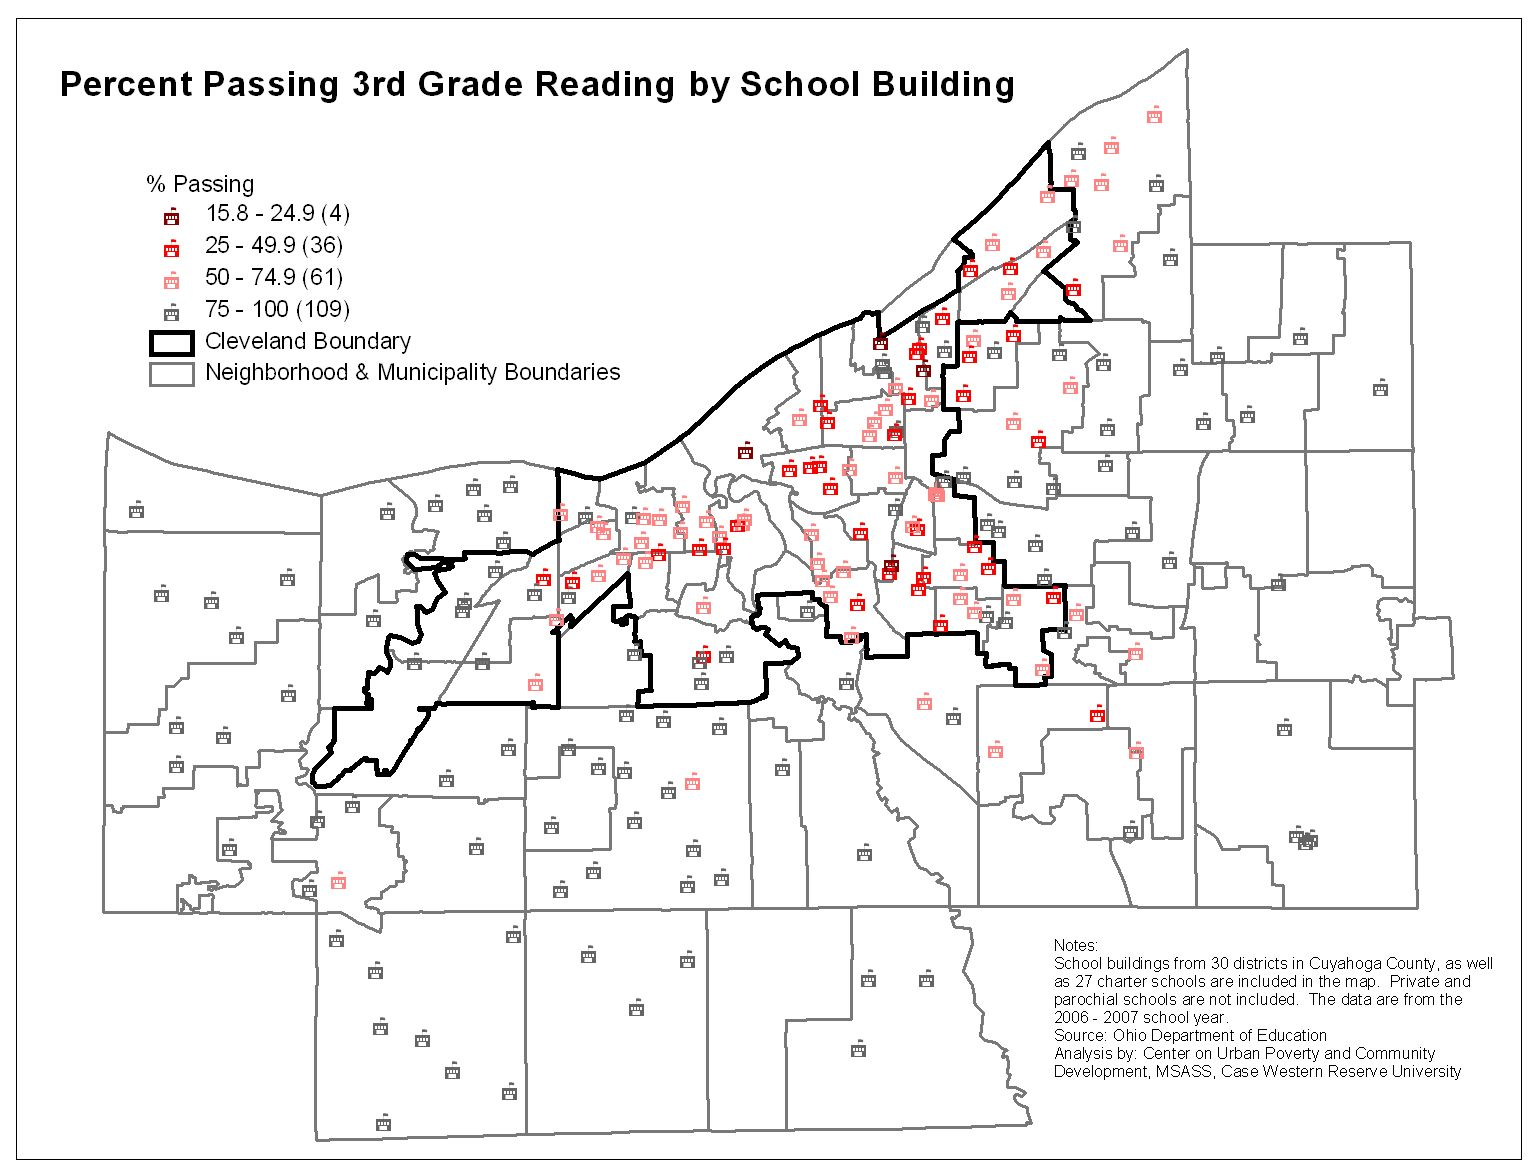 Percent Passing 3rd Grade Reading by School Building
% Passing
15.8 - 24.9 (4)
25 - 49.9 (36)
50 - 74.9 (61)
75 - 100 (109)
Cleveland Boundary
Neighborhood & Municipality Boundaries
Notes:
School buildings from 30 districts in Cuyahoga County, as well
as 27 charter schools are included in the map. Private and
parochial schools are not included. The data are from the
2006 - 2007 school year.
Source: Ohio Department of Education
Analysis by: Center on Urban Poverty and Community
Development, MSASS, Case Western Reserve University